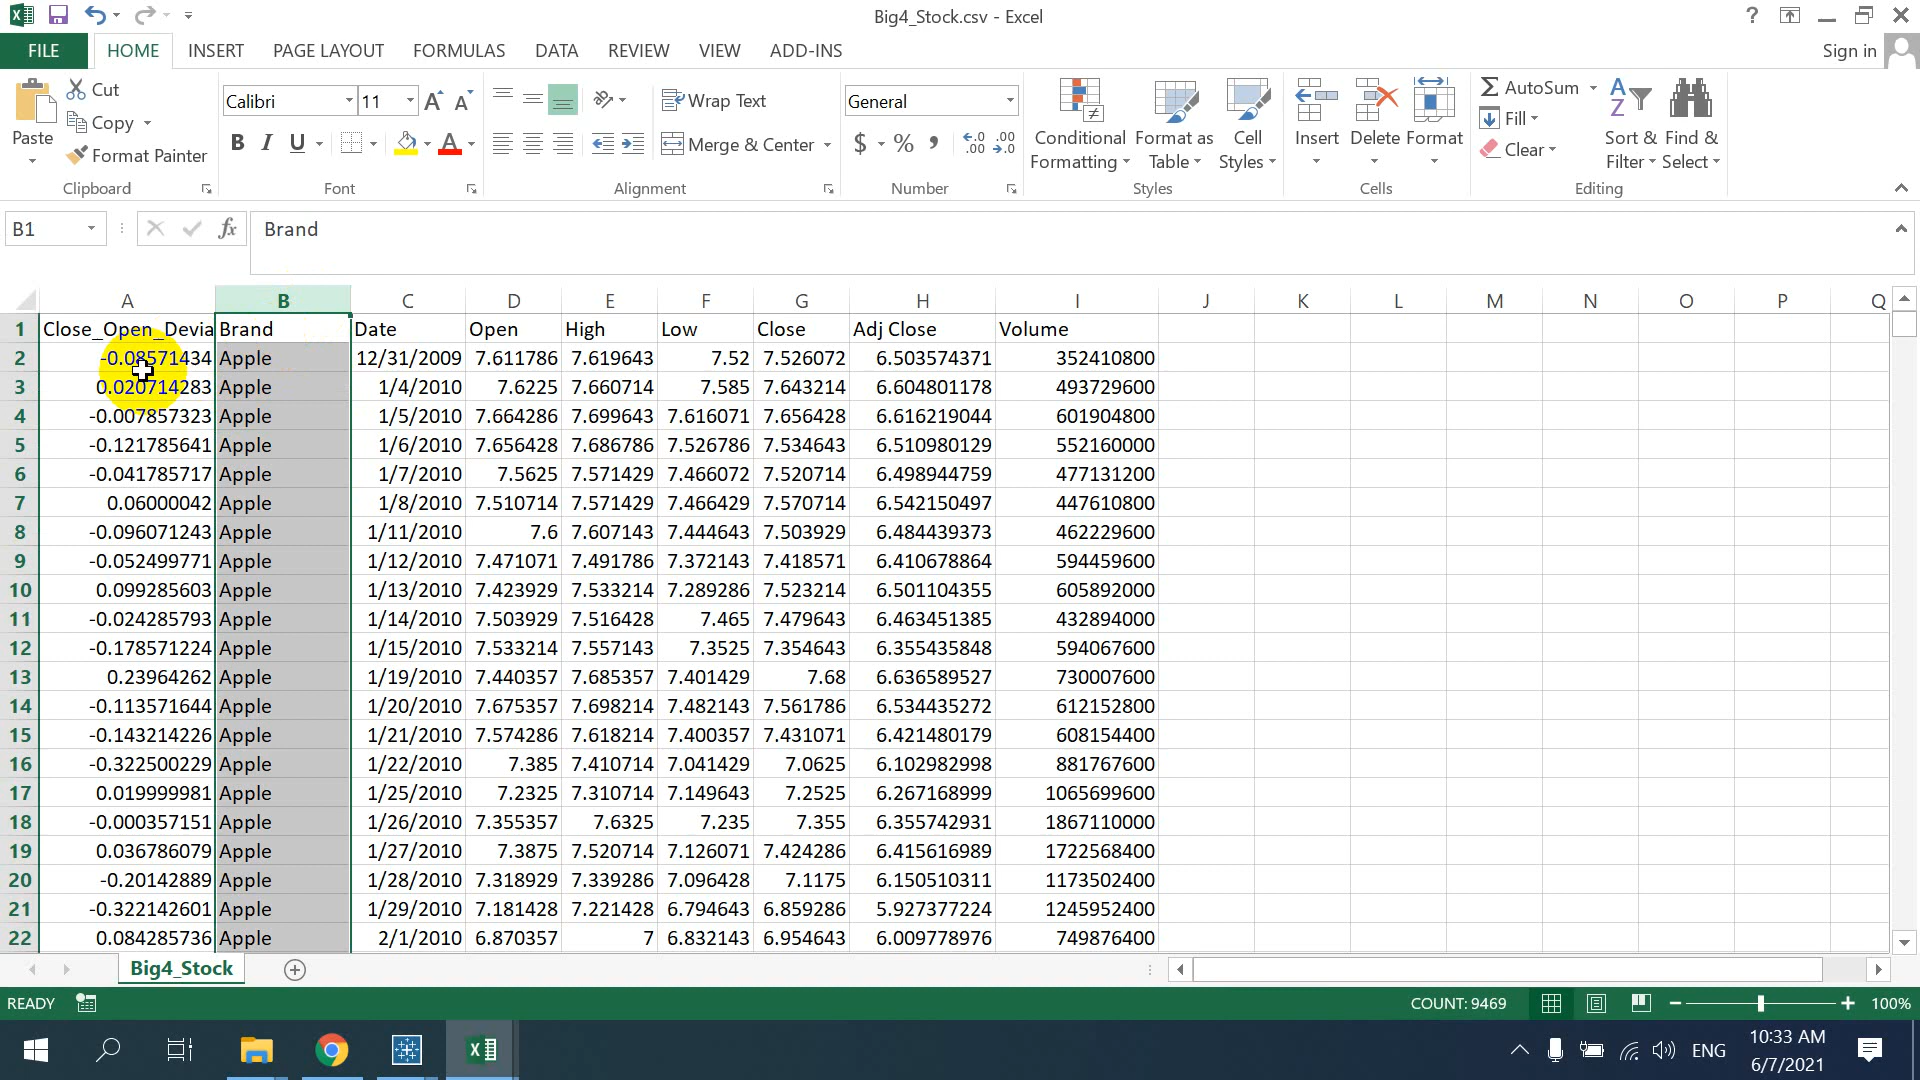 Big4_Stock.csv - Excel
?
FILE HOME INSERT PAGE LAYOUT FORMULAS DATA REVIEW VIEW ADD-INS Sign in
Cut
Copy
Format Painter
Paste
Clipboard
Calibri 11
B I U A
Font
Wrap Text
Merge & Center
Alignment
General
$ % ,
Number
Conditional Formatting
Format as Table
Cell Styles
Styles
Insert Delete Format
Cells
AutoSum
Fill
Clear
Sort & Filter
Find & Select
Editing
B1 fx Brand
A B C D E F G H I J K L M N O P Q
1 Close_Open_Devia Brand Date Open High Low Close Adj Close Volume
2 -0.08571434 Apple 12/31/2009 7.611786 7.619643 7.52 7.526072 6.503574371 352410800
3 0.020714283 Apple 1/4/2010 7.6225 7.660714 7.585 7.643214 6.604801178 493729600
4 -0.007857323 Apple 1/5/2010 7.664286 7.699643 7.616071 7.656428 6.616219044 601904800
5 -0.121785641 Apple 1/6/2010 7.656428 7.686786 7.526786 7.534643 6.510980129 552160000
6 -0.041785717 Apple 1/7/2010 7.5625 7.571429 7.466072 7.520714 6.498944759 477131200
7 0.06000042 Apple 1/8/2010 7.510714 7.571429 7.466429 7.570714 6.542150497 447610800
8 -0.096071243 Apple 1/11/2010 7.6 7.607143 7.444643 7.503929 6.484439373 462229600
9 -0.052499771 Apple 1/12/2010 7.471071 7.491786 7.372143 7.418571 6.410678864 594459600
10 0.099285603 Apple 1/13/2010 7.423929 7.533214 7.289286 7.523214 6.501104355 605892000
11 -0.024285793 Apple 1/14/2010 7.503929 7.516428 7.465 7.479643 6.463451385 432894000
12 -0.178571224 Apple 1/15/2010 7.533214 7.557143 7.3525 7.354643 6.355435848 594067600
13 0.23964262 Apple 1/19/2010 7.440357 7.685357 7.401429 7.68 6.636589527 730007600
14 -0.113571644 Apple 1/20/2010 7.675357 7.698214 7.482143 7.561786 6.534435272 612152800
15 -0.143214226 Apple 1/21/2010 7.574286 7.618214 7.400357 7.431071 6.421480179 608154400
16 -0.322500229 Apple 1/22/2010 7.385 7.410714 7.041429 7.0625 6.102982998 881767600
17 0.019999981 Apple 1/25/2010 7.2325 7.310714 7.149643 7.2525 6.267168999 1065699600
18 -0.000357151 Apple 1/26/2010 7.355357 7.6325 7.235 7.355 6.355742931 1867110000
19 0.036786079 Apple 1/27/2010 7.3875 7.520714 7.126071 7.424286 6.415616989 1722568400
20 -0.20142889 Apple 1/28/2010 7.318929 7.339286 7.096428 7.1175 6.150510311 1173502400
21 -0.322142601 Apple 1/29/2010 7.181428 7.221428 6.794643 6.859286 5.927377224 1245952400
22 0.084285736 Apple 2/1/2010 6.870357 7 6.832143 6.954643 6.009778976 749876400
Big4_Stock
READY COUNT: 9469 100%
ENG 10:33 AM
6/7/2021